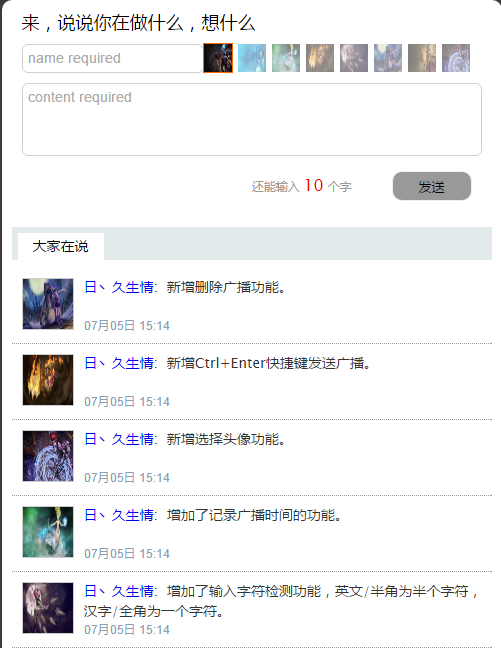 来，说说你在做什么，想什么
name required
content required
还能输入 10 个字
发送
大家在说
日丶久生情：新增删除广播功能。
07月05日 15:14
日丶久生情：新增Ctrl+Enter快捷键发送广播。
07月05日 15:14
日丶久生情：新增选择头像功能。
07月05日 15:14
日丶久生情：增加了记录广播时间的功能。
07月05日 15:14
日丶久生情：增加了输入字符检测功能，英文/半角为半个字符，
汉字/全角为一个字符。
07月05日 15:14